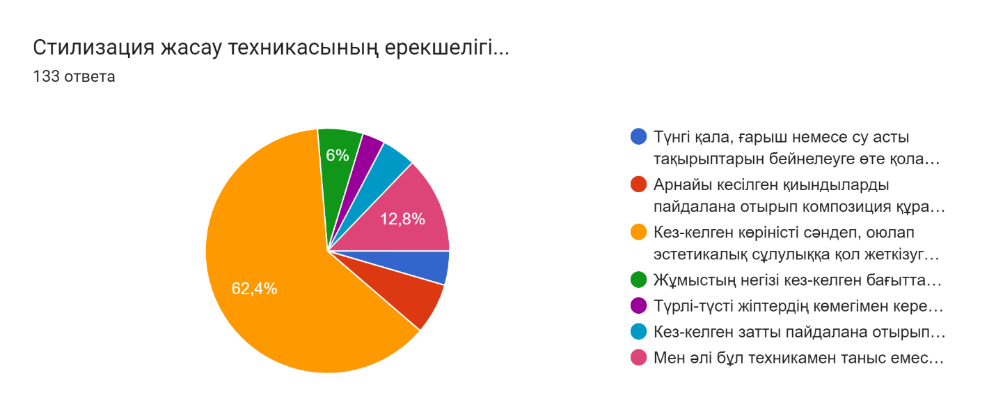 Стилизация жасау техникасының ерекшелігі...
133 ответа
6%
12,8%
62,4%
Түнгі қала, ғарыш немесе су асты
тақырыптарын бейнелеуге өте қола…
Арнайы кесілген қиындыларды
пайдалана отырып композиция құра…
Кез-келген көріністі сәндеп, оюлап
эстетикалық сұлулыққа қол жеткізуг…
Жұмыстың негізі кез-келген бағытта…
Түрлі-түсті жіптердің көмегімен кере…
Кез-келген затты пайдалана отырып…
Мен әлі бұл техникамен таныс емес…